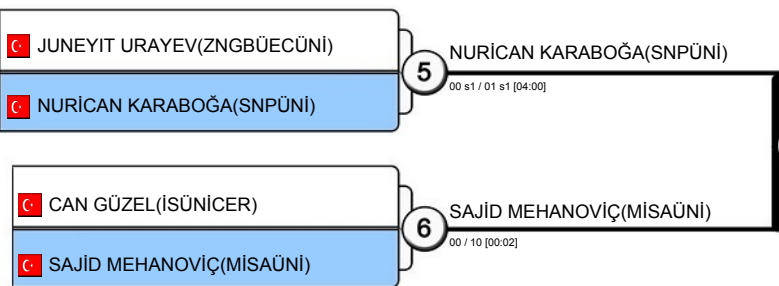 JUNEYIT URAYEV(ZNGBÜECÜNİ)
NURİCAN KARABOĞA(SNPÜNİ)
5
NURİCAN KARABOĞA(SNPÜNİ)
00 s1 / 01 s1 [04:00]
CAN GÜZEL(İSÜNİCER)
SAJİD MEHANOVİÇ(MİSAÜNİ)
6
SAJİD MEHANOVİÇ(MİSAÜNİ)
00 / 10 [00:02]